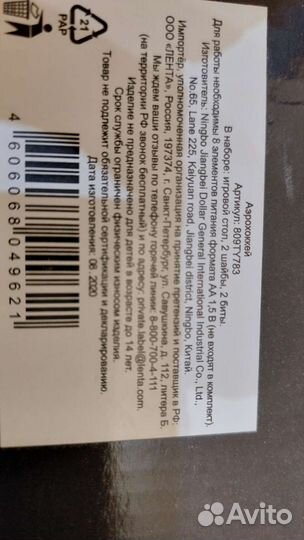 Аэрохоккей
Артикул: 809TY783
В наборе: игровой стол, 2 шайбы, 2 биты.
Для работы необходимы 8 элементов питания формата АА 1,5 В (не входят в комплект).
Изготовитель: Ningbo Jiangbei Dollar General International Industrial Co., Ltd.,
No.65, Lane 225, Kaiyuan road, Jiangbei district, Ningbo, Китай.
Импортёр, уполномоченная организация на принятие претензий и поставщик в РФ:
ООО «ЛЕНТА», Россия, 197374, г. Санкт-Петербург, ул. Савушкина, д. 112, литера Б.
Мы ждем ваши отзывы по телефону горячей линии: 8-800-700-4-111
(на территории РФ звонок бесплатный) и по адресу: private.label@lenta.com
Изделие не предназначено для детей в возрасте до 14 лет.
Срок службы ограничен физическим износом изделия.
Товар не подлежит обязательной сертификации и декларированию.
Дата изготовления: 08. 2020
21
PAP
4 606068 049621
Avito